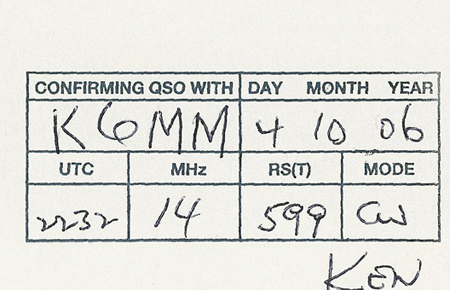 CONFIRMING QSO WITH DAY MONTH YEAR
K6MM 4 10 06
UTC MHz RS(T) MODE
2232 14 599 CW
KEN